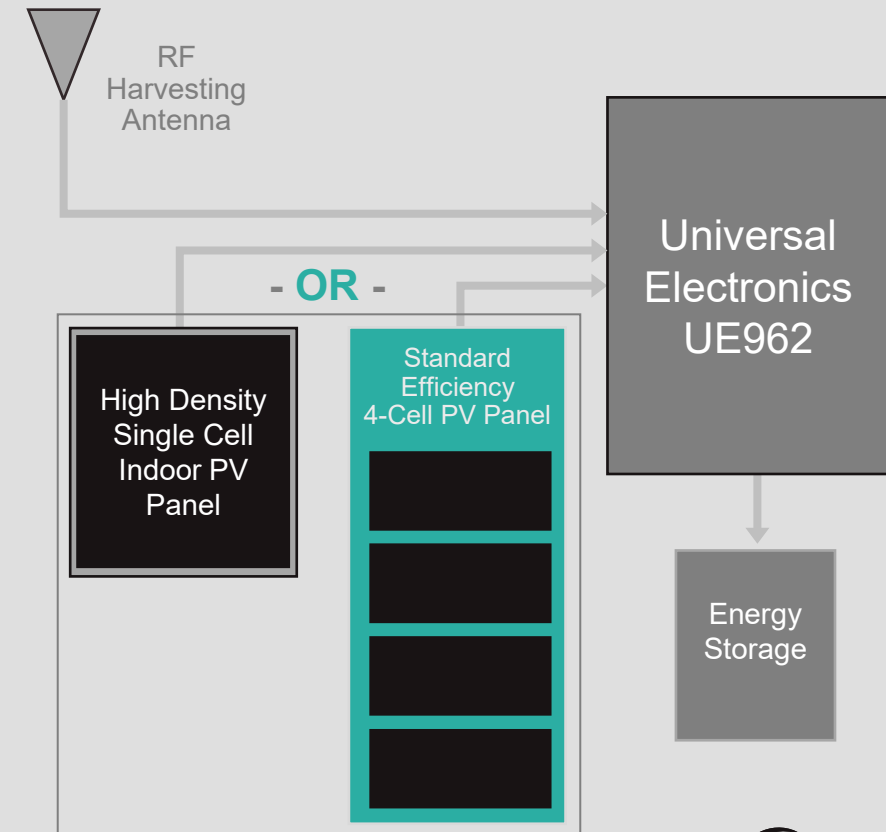 RF
Harvesting
Antenna
Universal
Electronics
UE962
- OR -
High Density
Single Cell
Indoor PV
Panel
Standard
Efficiency
4-Cell PV Panel
Energy
Storage